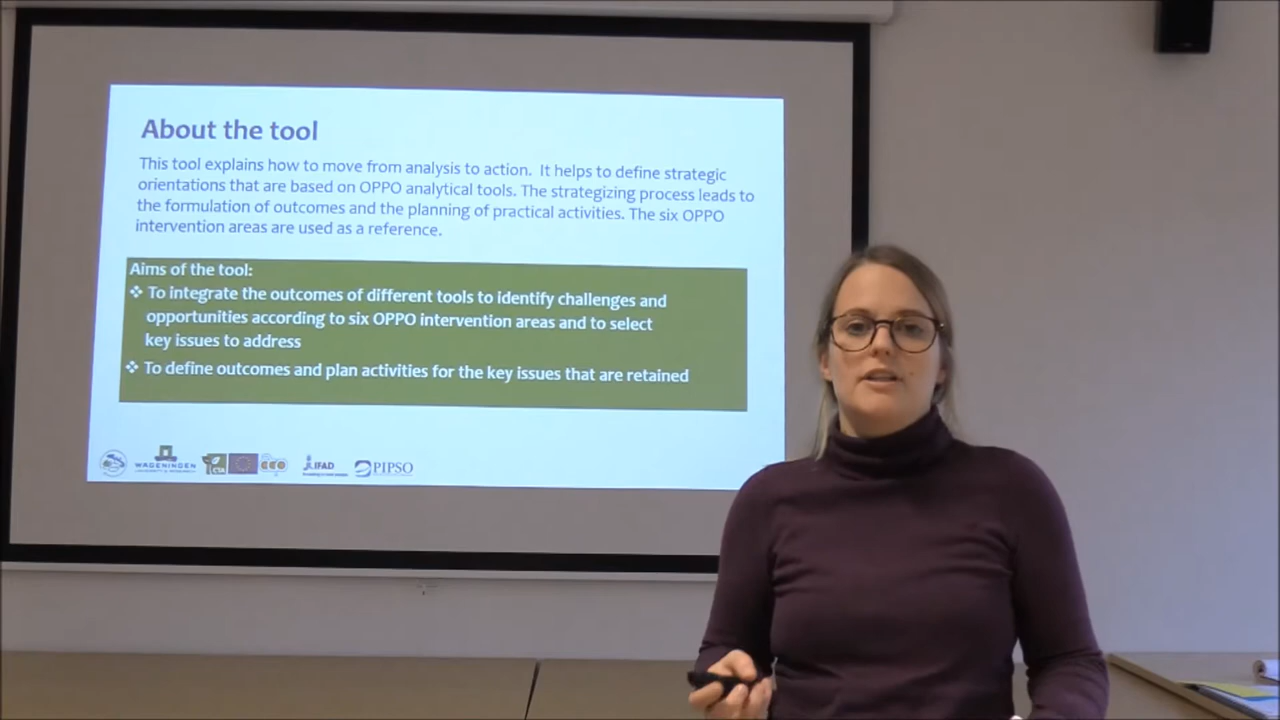 About the tool
This tool explains how to move from analysis to action. It helps to define strategic
orientations that are based on OPPO analytical tools. The strategizing process leads to
the formulation of outcomes and the planning of practical activities. The six OPPO
intervention areas are used as a reference.
Aims of the tool:
❖ To integrate the outcomes of different tools to identify challenges and
opportunities according to six OPPO intervention areas and to select
key issues to address
❖ To define outcomes and plan activities for the key issues that are retained
WAGENINGEN
UNIVERSITY & RESEARCH
CTA
IFAD
PIPSO